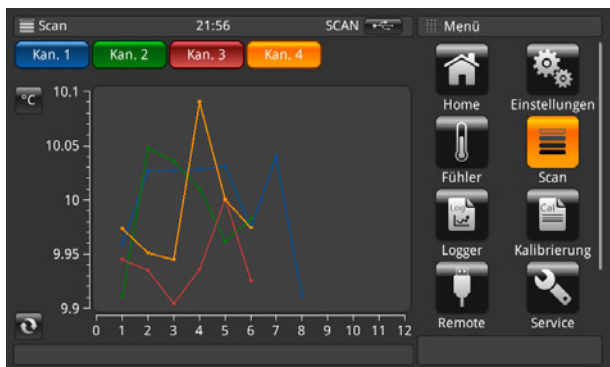 Scan 21:56 SCAN
Kan. 1 Kan. 2 Kan. 3 Kan. 4
°C
10.1
10.05
10
9.95
9.9
0 1 2 3 4 5 6 7 8 9 10 11 12
Menü
Home Einstellungen
Fühler Scan
Log Cal
Logger Kalibrierung
Remote Service